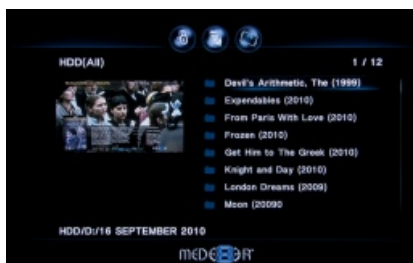 HDD(All)
1 / 12
Devil's Arithmetic, The (1999)
Expendables (2010)
From Paris With Love (2010)
Frozen (2010)
Get Him to The Greek (2010)
Knight and Day (2010)
London Dreams (2009)
Moon (20090
HDD/D:/16 SEPTEMBER 2010